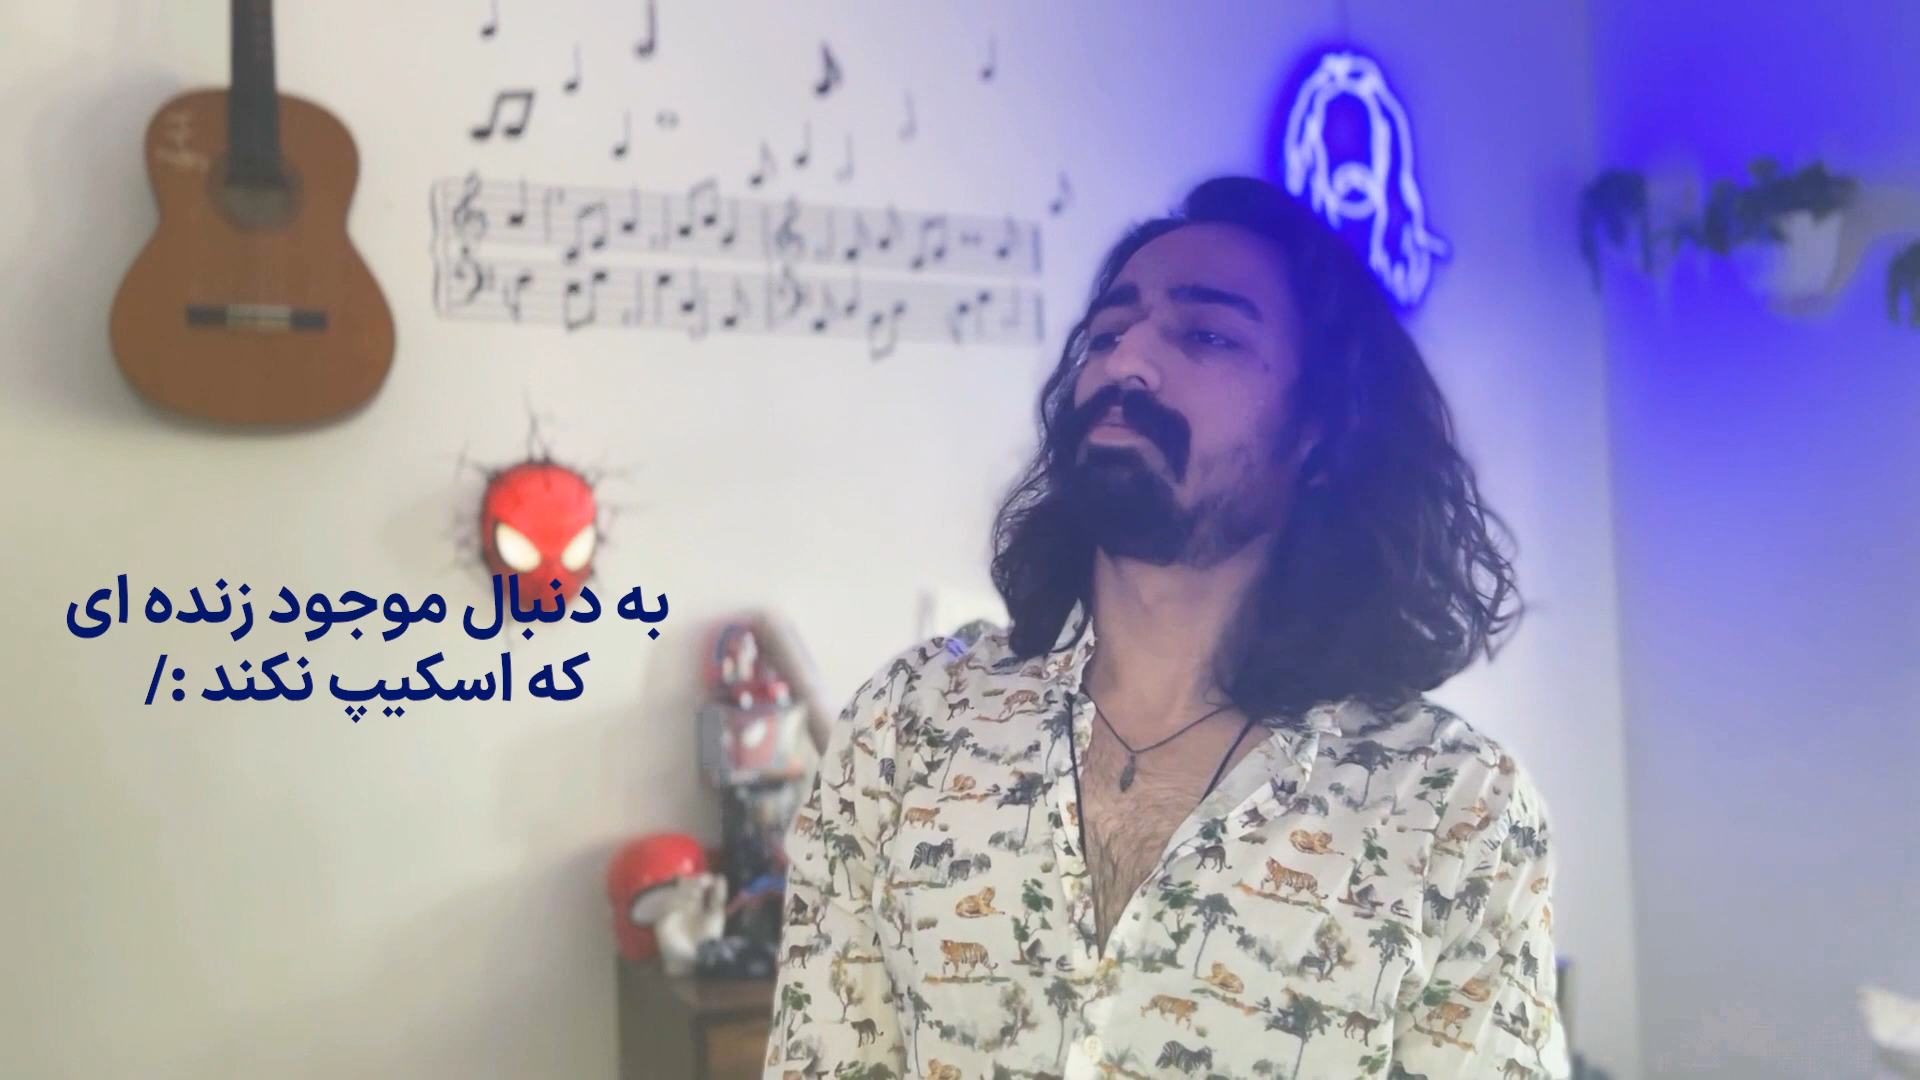 به دنبال موجود زنده ای
که اسکیپ نکند :/